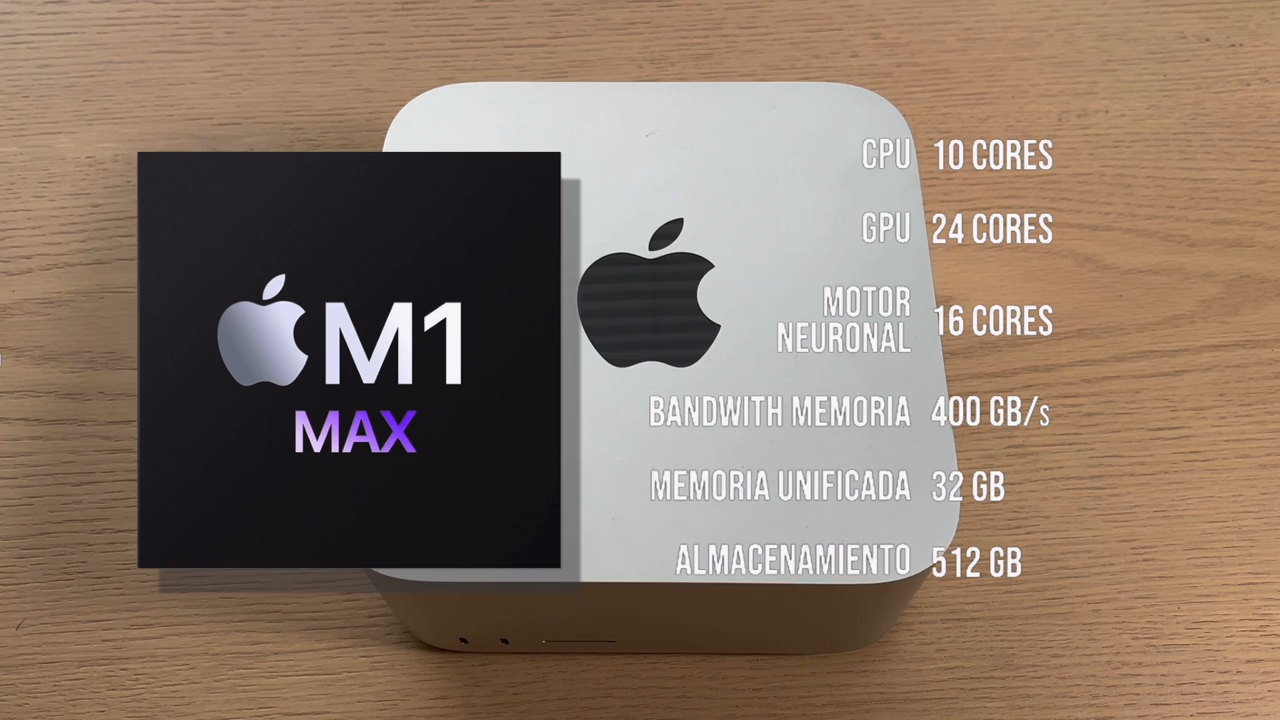 M1
MAX
CPU 10 CORES
GPU 24 CORES
MOTOR
NEURONAL 16 CORES
BANDWITH MEMORIA 400 GB/s
MEMORIA UNIFICADA 32 GB
ALMACENAMIENTO 512 GB